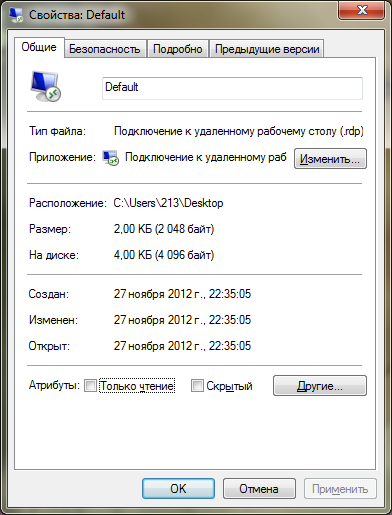 Свойства: Default
Общие Безопасность Подробно Предыдущие версии
Default
Тип файла: Подключение к удаленному рабочему столу (.rdp)
Приложение: Подключение к удаленному раб Изменить...
Расположение: C:\Users\213\Desktop
Размер: 2,00 КБ (2 048 байт)
На диске: 4,00 КБ (4 096 байт)
Создан: 27 ноября 2012 г., 22:35:05
Изменен: 27 ноября 2012 г., 22:35:05
Открыт: 27 ноября 2012 г., 22:35:05
Атрибуты: Только чтение Скрытый Другие...
OK Отмена Применить